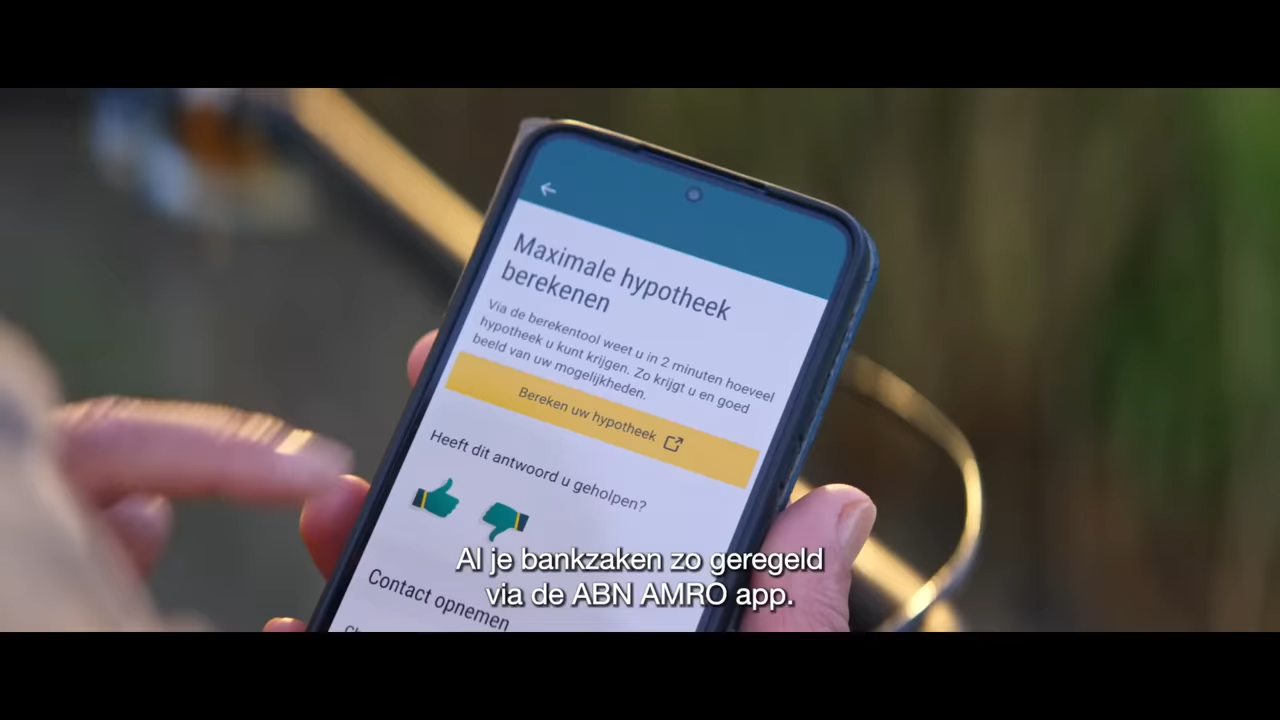 Maximale hypotheek
berekenen
Via de berekentool weet u in 2 minuten hoeveel
hypotheek u kunt krijgen. Zo krijgt u en goed
beeld van uw mogelijkheden.
Bereken uw hypotheek
Heeft dit antwoord u geholpen?
Al je bankzaken zo geregeld
via de ABN AMRO app.
Contact opnemen